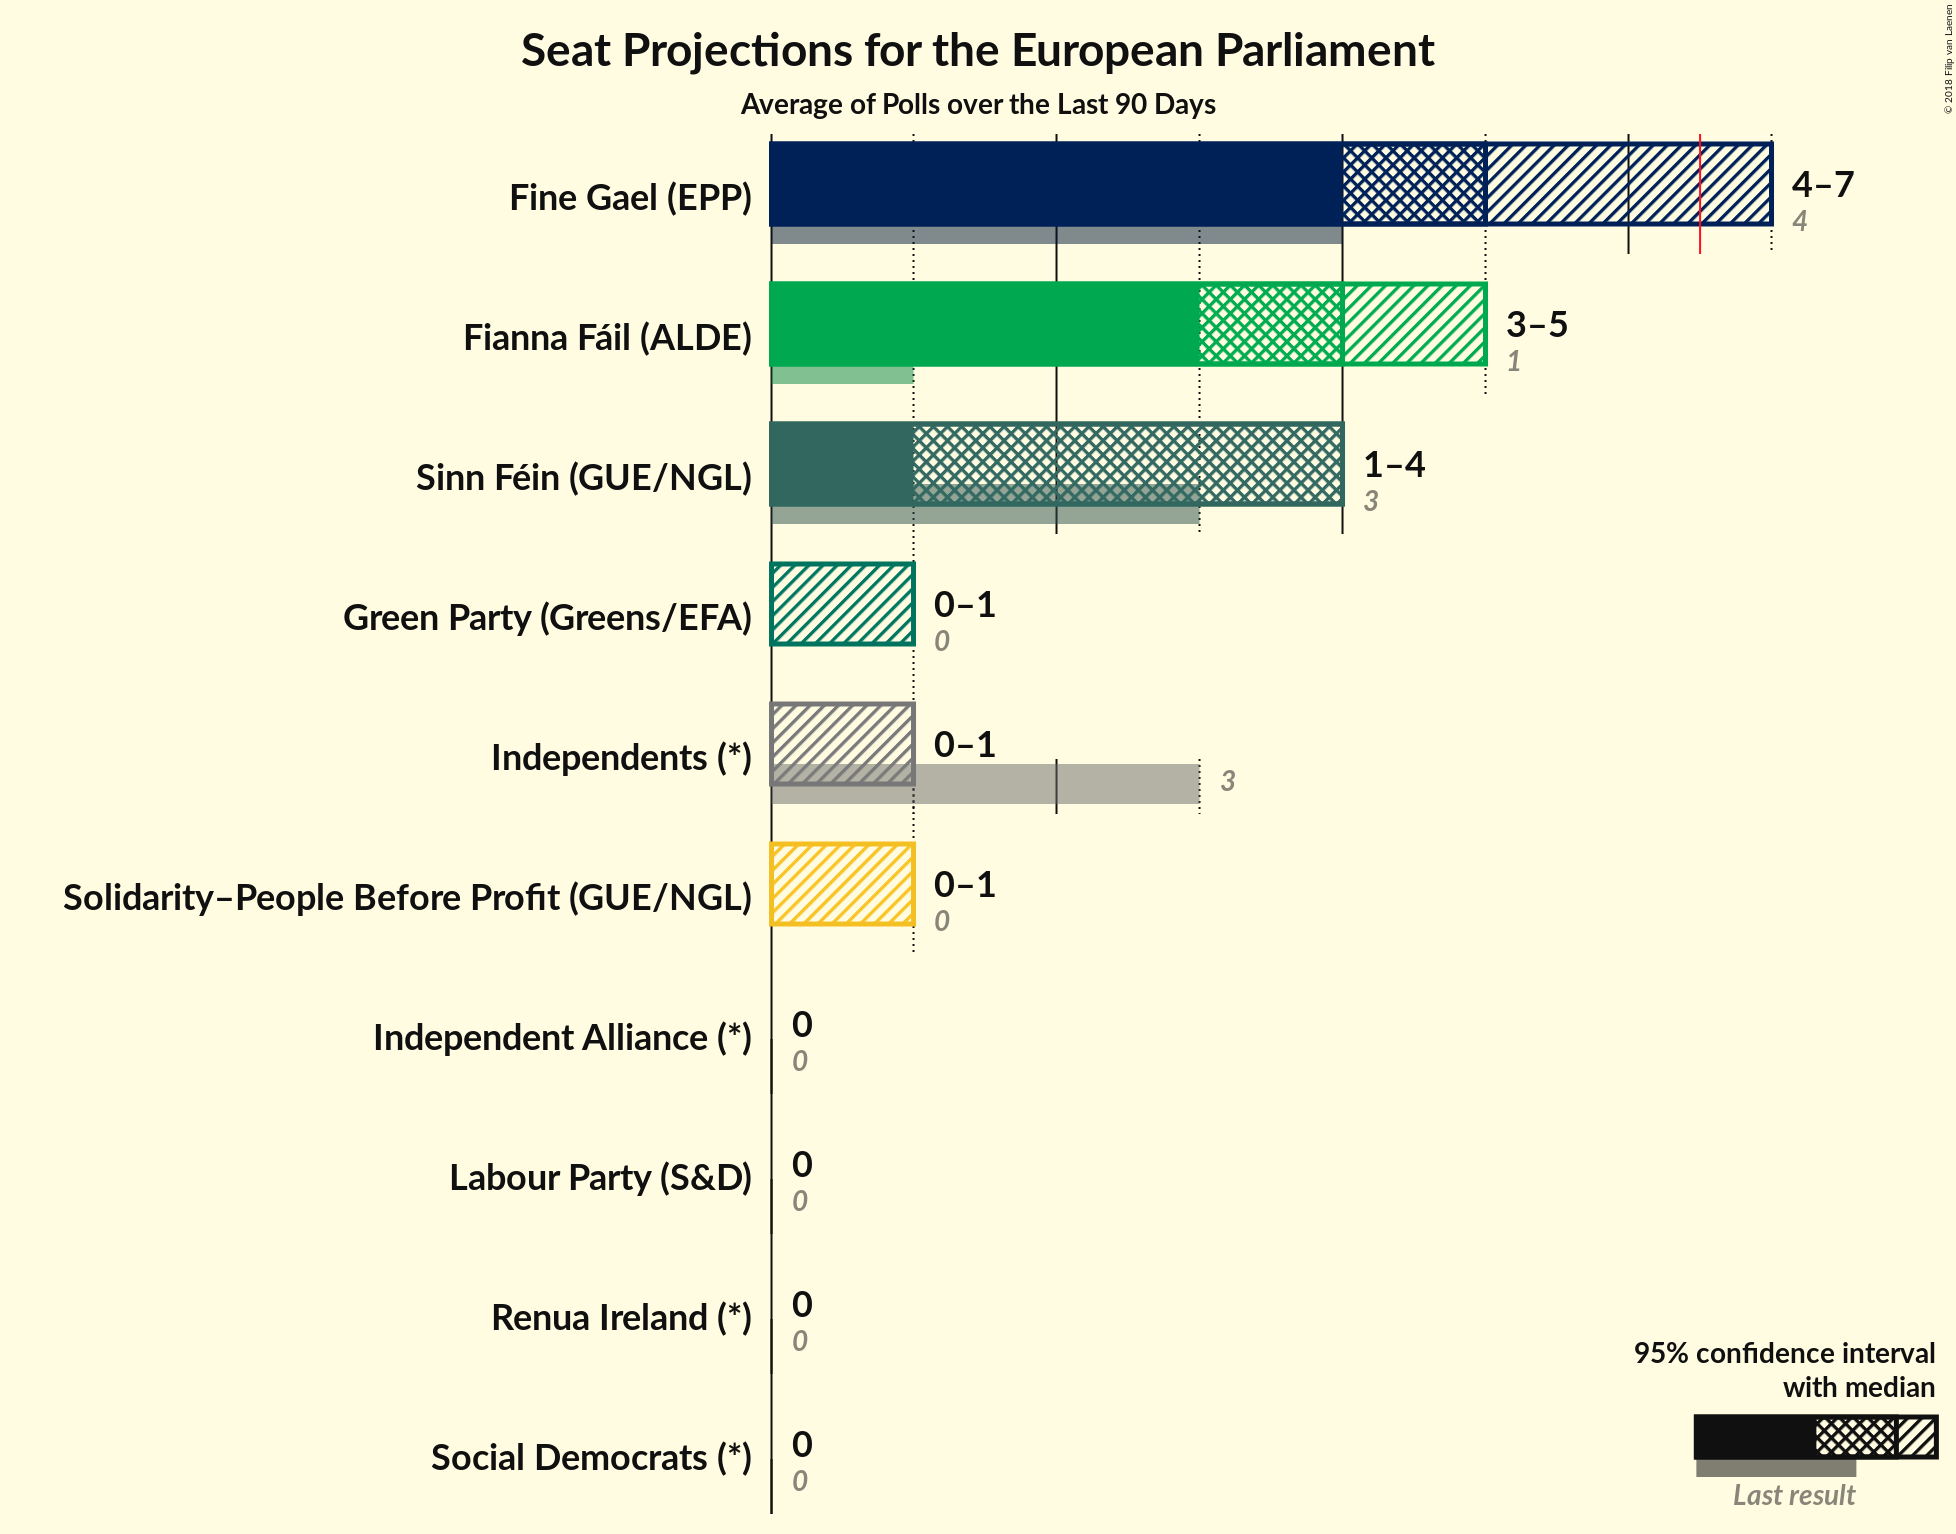 Seat Projections for the European Parliament
Average of Polls over the Last 90 Days
© 2018 Filip van Laenen
Fine Gael (EPP)
4–7
4
Fianna Fáil (ALDE)
3–5
1
Sinn Féin (GUE/NGL)
1–4
3
Green Party (Greens/EFA)
0–1
0
Independents (*)
0–1
3
Solidarity–People Before Profit (GUE/NGL)
0–1
0
Independent Alliance (*)
0
0
Labour Party (S&D)
0
0
Renua Ireland (*)
0
0
Social Democrats (*)
0
0
95% confidence interval
with median
Last result